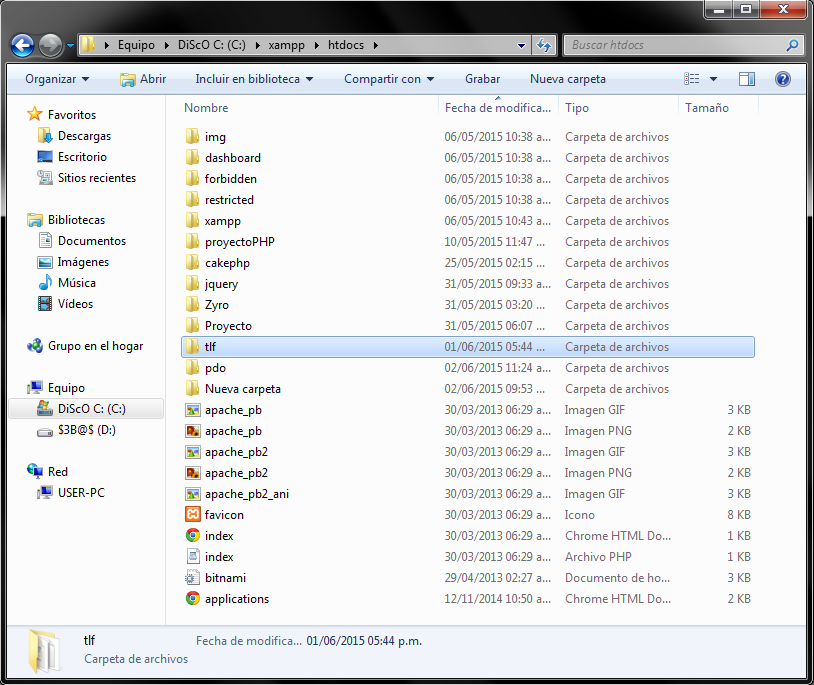 Equipo DiScO C: (C:) xampp htdocs Buscar htdocs
Organizar Abrir Incluir en biblioteca Compartir con Grabar Nueva carpeta
Favoritos
Descargas
Escritorio
Sitios recientes
Bibliotecas
Documentos
Imágenes
Música
Vídeos
Grupo en el hogar
Equipo
DiScO C: (C:)
$3B@$ (D:)
Red
USER-PC
Nombre Fecha de modifica... Tipo Tamaño
img 06/05/2015 10:38 a... Carpeta de archivos
dashboard 06/05/2015 10:38 a... Carpeta de archivos
forbidden 06/05/2015 10:38 a... Carpeta de archivos
restricted 06/05/2015 10:38 a... Carpeta de archivos
xampp 06/05/2015 10:43 a... Carpeta de archivos
proyectoPHP 10/05/2015 11:47 ... Carpeta de archivos
cakephp 25/05/2015 02:15 ... Carpeta de archivos
jquery 31/05/2015 09:33 a... Carpeta de archivos
Zyro 31/05/2015 03:20 ... Carpeta de archivos
Proyecto 31/05/2015 06:07 ... Carpeta de archivos
tlf 01/06/2015 05:44 ... Carpeta de archivos
pdo 02/06/2015 11:24 a... Carpeta de archivos
Nueva carpeta 02/06/2015 09:53 ... Carpeta de archivos
apache_pb 30/03/2013 06:29 a... Imagen GIF 3 KB
apache_pb 30/03/2013 06:29 a... Imagen PNG 2 KB
apache_pb2 30/03/2013 06:29 a... Imagen GIF 3 KB
apache_pb2 30/03/2013 06:29 a... Imagen PNG 2 KB
apache_pb2_ani 30/03/2013 06:29 a... Imagen GIF 3 KB
favicon 30/03/2013 06:29 a... Icono 8 KB
index 30/03/2013 06:29 a... Chrome HTML Do... 1 KB
index 30/03/2013 06:29 a... Archivo PHP 1 KB
bitnami 29/04/2013 02:27 a... Documento de ho... 3 KB
applications 12/11/2014 10:50 a... Chrome HTML Do... 2 KB
tlf Fecha de modifica... 01/06/2015 05:44 p.m.
Carpeta de archivos